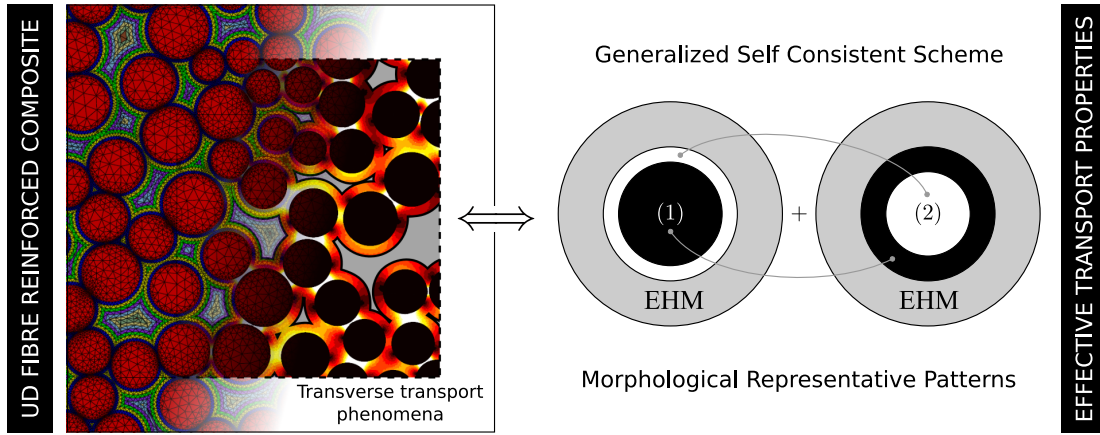 UD FIBRE REINFORCED COMPOSITE
Transverse transport
phenomena
Generalized Self Consistent Scheme
(1)
EHM
+
(2)
EHM
Morphological Representative Patterns
EFFECTIVE TRANSPORT PROPERTIES